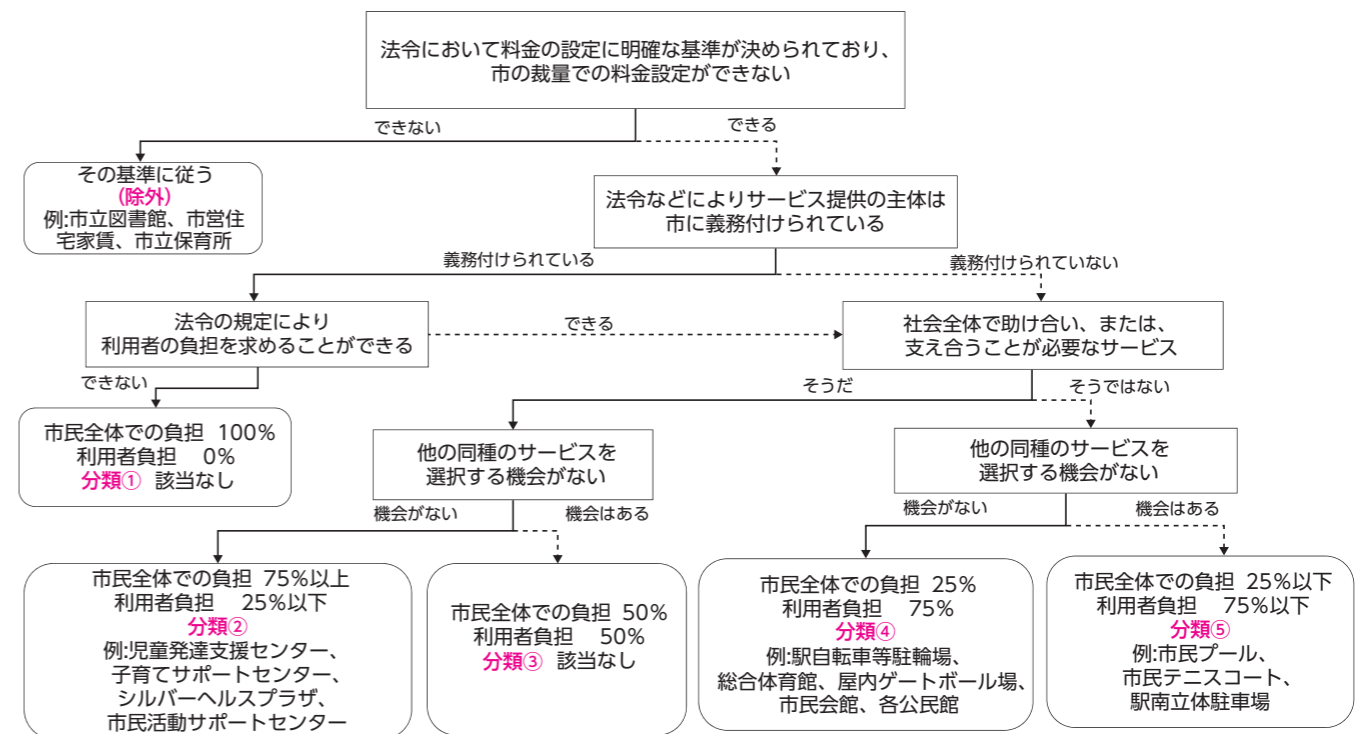 法令において料金の設定に明確な基準が決められており、
市の裁量での料金設定ができない
できない
できる
その基準に従う
(除外)
例:市立図書館、市営住
宅家賃、市立保育所
法令などによりサービス提供の主体は
市に義務付けられている
義務付けられている
義務付けられていない
法令の規定により
利用者の負担を求めることができる
できる
社会全体で助け合い、または、
支え合うことが必要なサービス
できない
そうだ
そうではない
市民全体での負担 100%
利用者負担 0%
分類① 該当なし
他の同種のサービスを
選択する機会がない
他の同種のサービスを
選択する機会がない
機会がない
機会はある
機会がない
機会はある
市民全体での負担 75%以上
利用者負担 25%以下
分類②
例:児童発達支援センター、
子育てサポートセンター、
シルバーヘルスプラザ、
市民活動サポートセンター
市民全体での負担 50%
利用者負担 50%
分類③ 該当なし
市民全体での負担 25%
利用者負担 75%
分類④
例:駅自転車等駐輪場、
総合体育館、屋内ゲートボール場、
市民会館、各公民館
市民全体での負担 25%以下
利用者負担 75%以下
分類⑤
例:市民プール、
市民テニスコート、
駅南立体駐車場